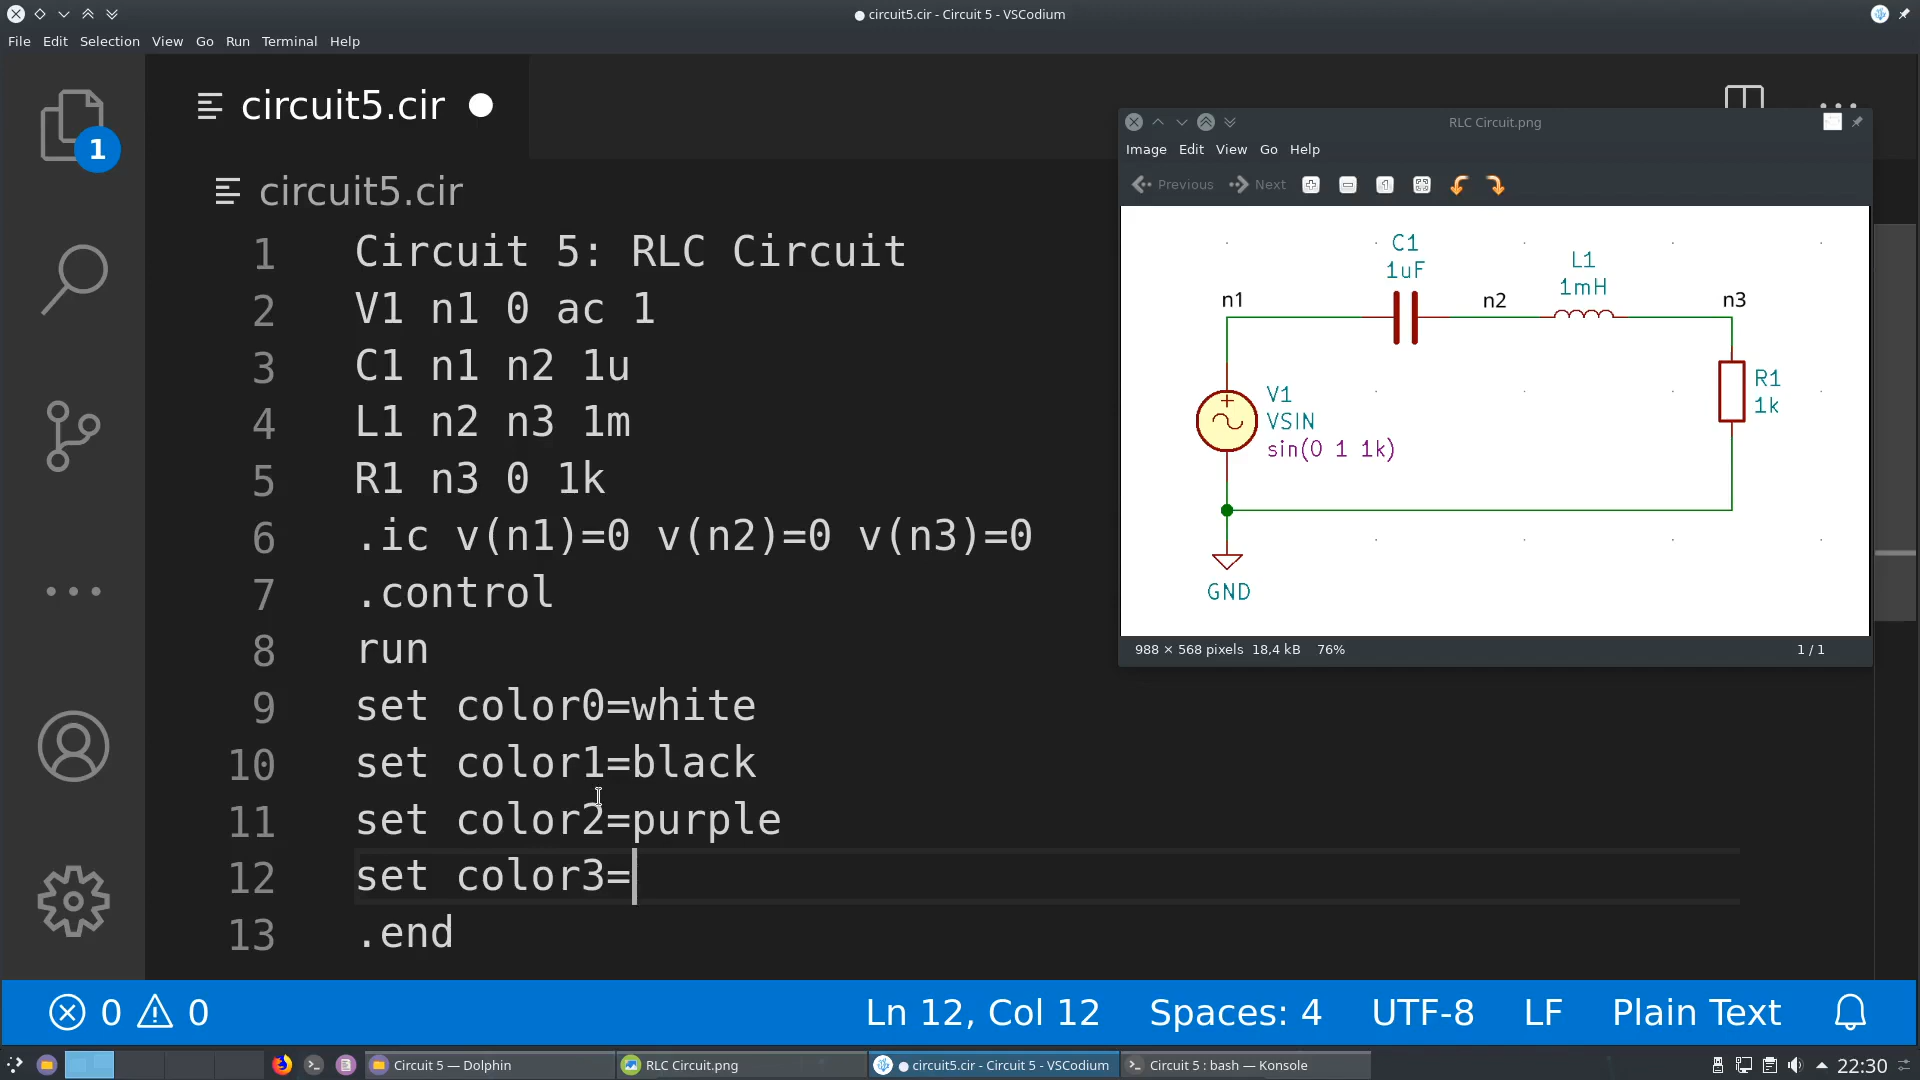 circuit5.cir - Circuit 5 - VSCodium
File Edit Selection View Go Run Terminal Help
circuit5.cir
1
circuit5.cir
1 Circuit 5: RLC Circuit
2 V1 n1 0 ac 1
3 C1 n1 n2 1u
4 L1 n2 n3 1m
5 R1 n3 0 1k
6 .ic v(n1)=0 v(n2)=0 v(n3)=0
7 .control
8 run
9 set color0=white
10 set color1=black
11 set color2=purple
12 set color3=
13 .end
RLC Circuit.png
Image Edit View Go Help
Previous Next
C1
1uF
L1
1mH
n1
n2
n3
V1
VSIN
sin(0 1 1k)
R1
1k
GND
988 × 568 pixels 18,4 kB 76% 1 / 1
0 0 Ln 12, Col 12 Spaces: 4 UTF-8 LF Plain Text
Circuit 5 — Dolphin RLC Circuit.png circuit5.cir - Circuit 5 - VSCodium Circuit 5 : bash — Konsole 22:30